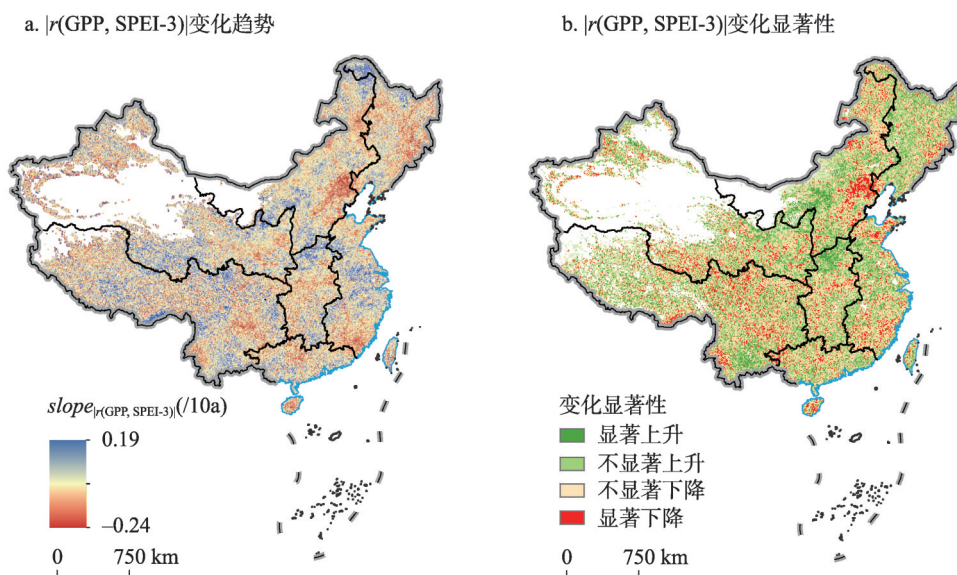 a. |r(GPP, SPEI-3)|变化趋势
slope|r(GPP, SPEI-3)|(/10a)
0.19
–0.24
0 750 km
b. |r(GPP, SPEI-3)|变化显著性
变化显著性
显著上升
不显著上升
不显著下降
显著下降
0 750 km